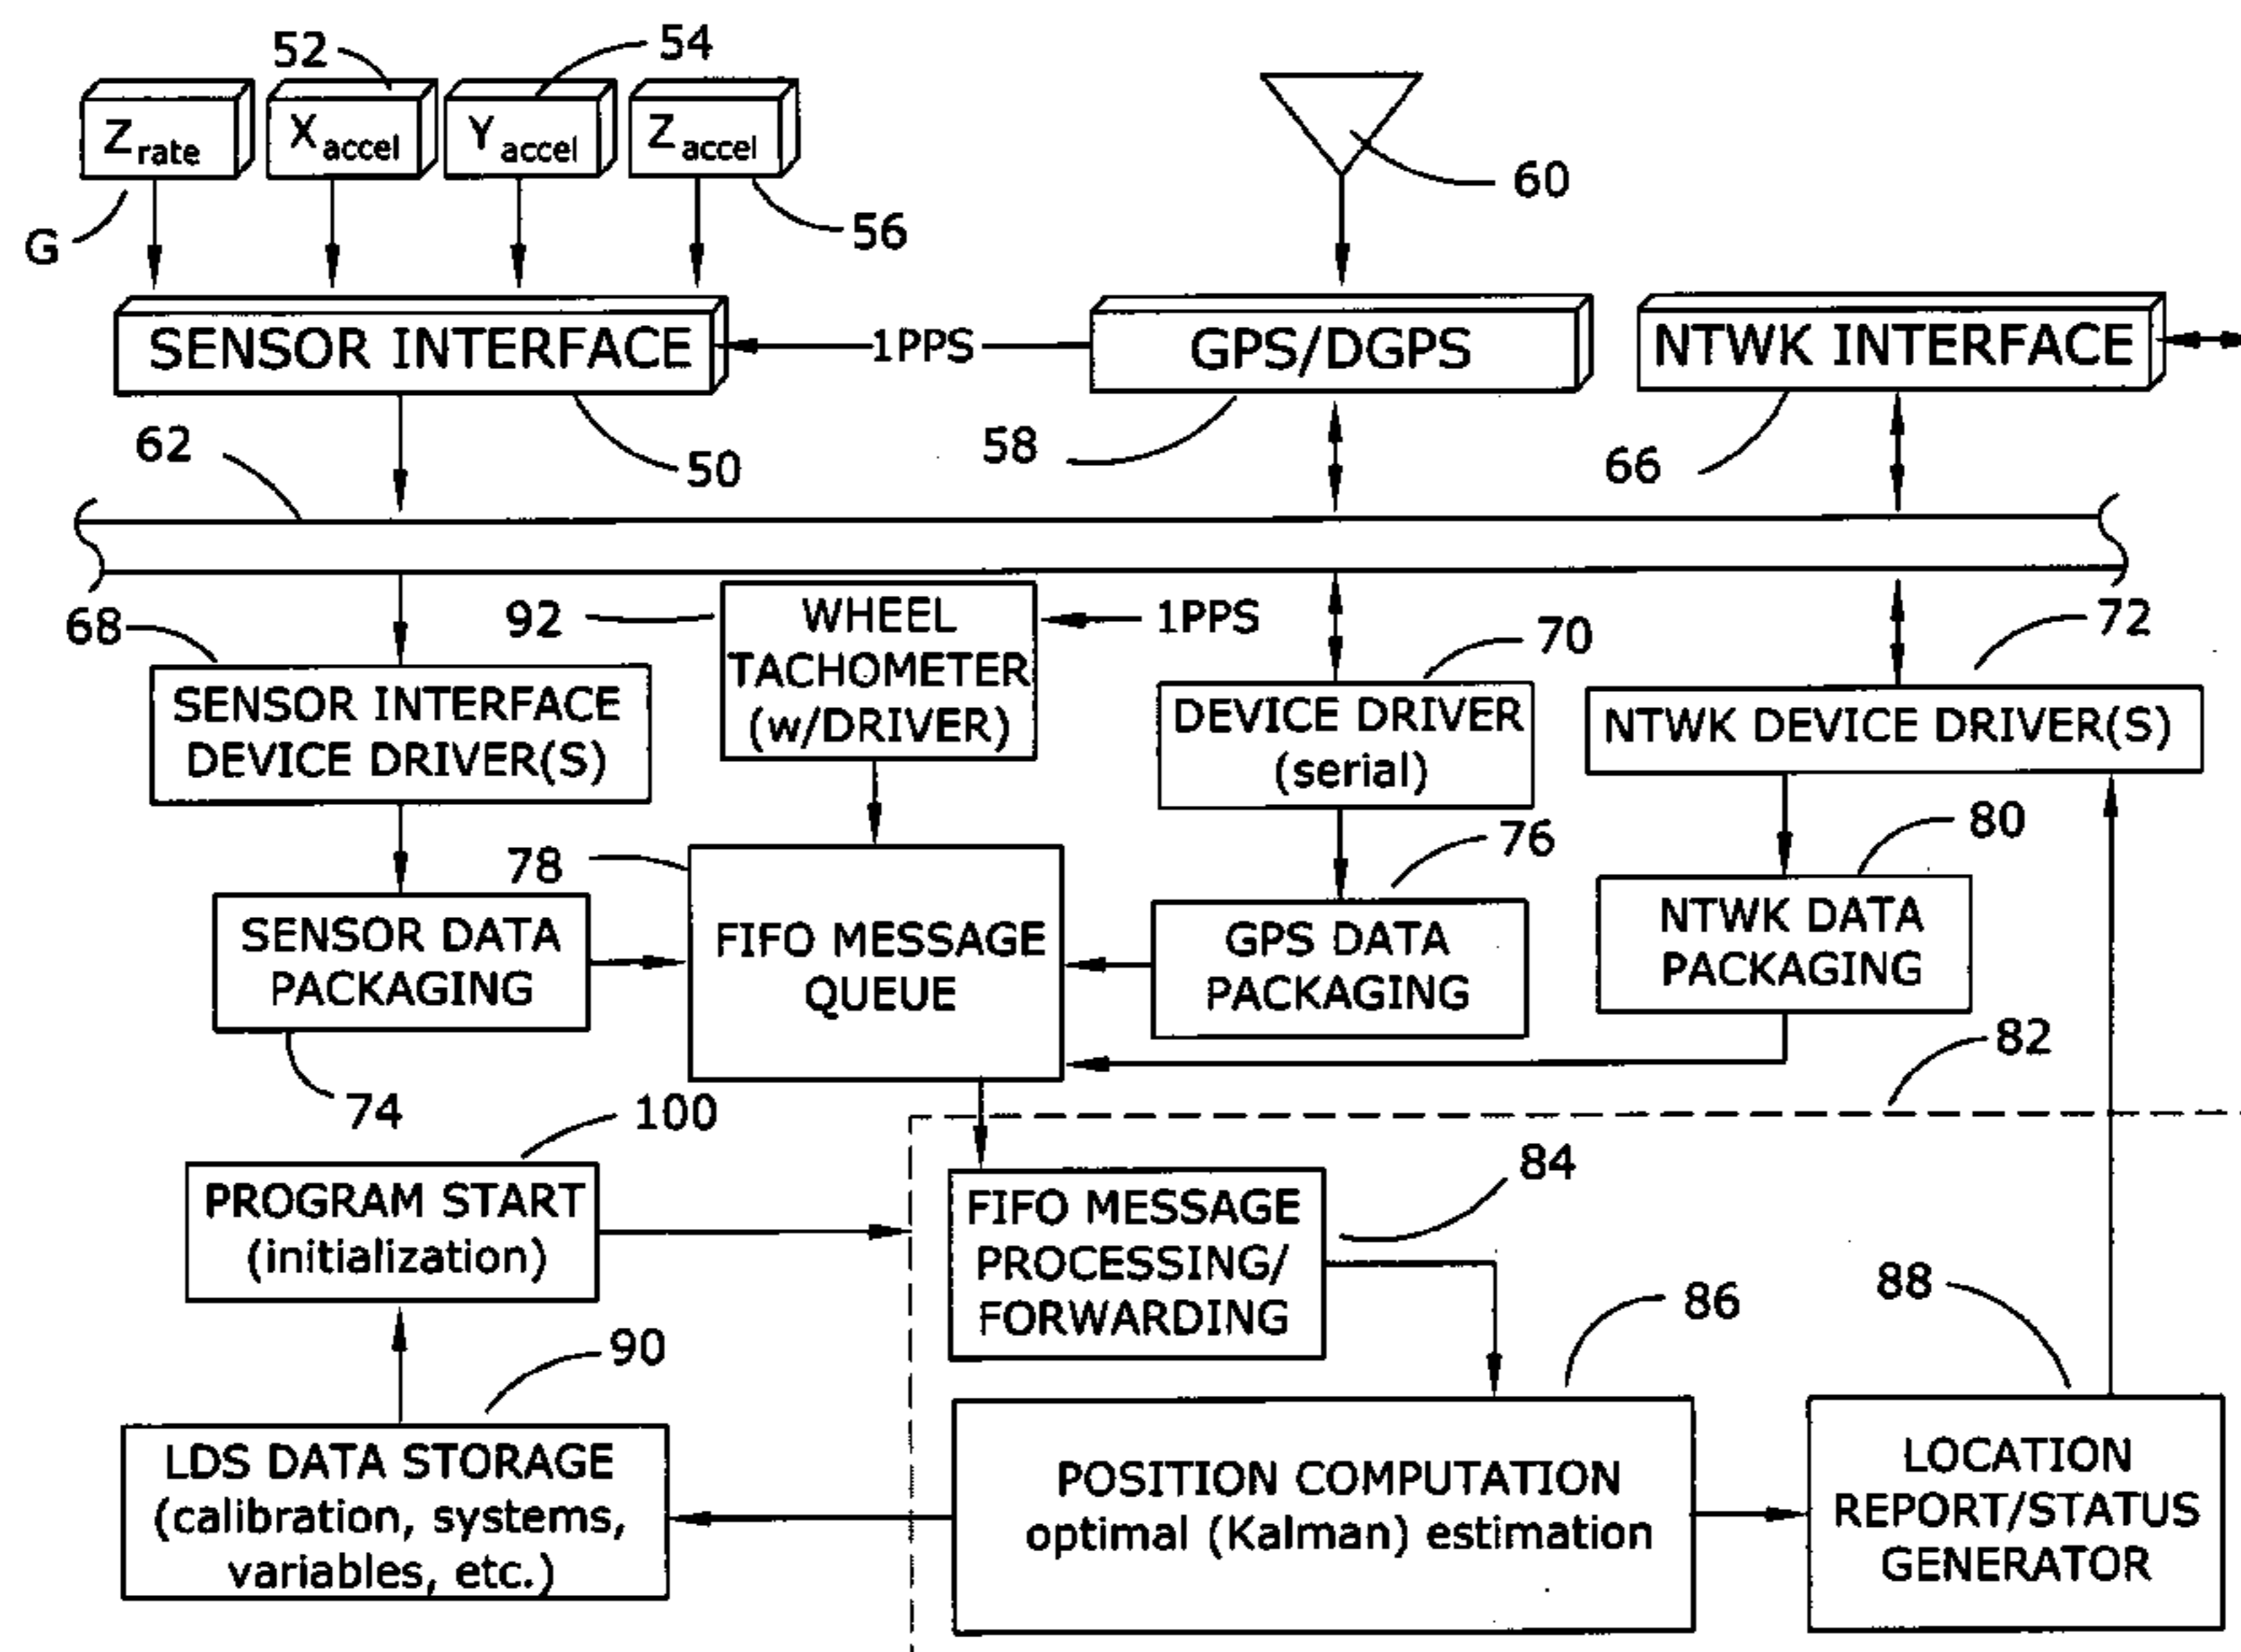 52
54
Zrate
Xaccel
Yaccel
Zaccel
60
G
56
SENSOR INTERFACE
1PPS
GPS/DGPS
NTWK INTERFACE
62
50
58
66
68
92
WHEEL
TACHOMETER
(w/DRIVER)
1PPS
70
72
SENSOR INTERFACE
DEVICE DRIVER(S)
DEVICE DRIVER
(serial)
NTWK DEVICE DRIVER(S)
78
76
80
SENSOR DATA
PACKAGING
FIFO MESSAGE
QUEUE
GPS DATA
PACKAGING
NTWK DATA
PACKAGING
82
74
100
PROGRAM START
(initialization)
FIFO MESSAGE
PROCESSING/
FORWARDING
84
86
88
90
LDS DATA STORAGE
(calibration, systems,
variables, etc.)
POSITION COMPUTATION
optimal (Kalman) estimation
LOCATION
REPORT/STATUS
GENERATOR